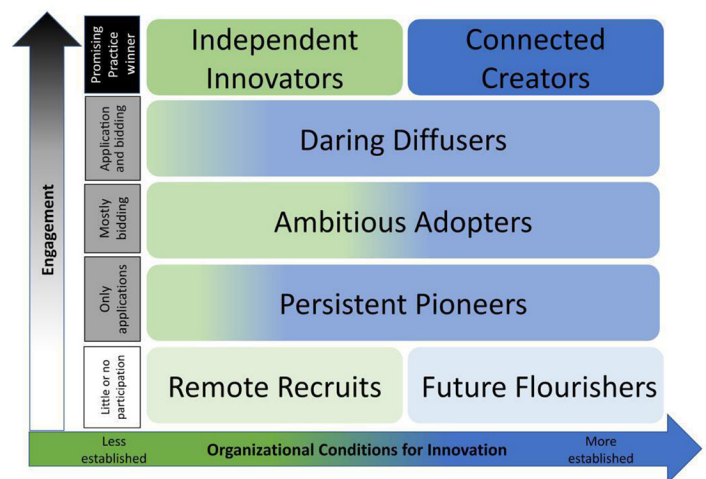 Engagement
Promising
Practice
winner
Independent
Innovators
Connected
Creators
Application
and bidding
Daring Diffusers
Mostly
bidding
Ambitious Adopters
Only
applications
Persistent Pioneers
Little or no
participation
Remote Recruits
Future Flourishers
Less
established
Organizational Conditions for Innovation
More
established